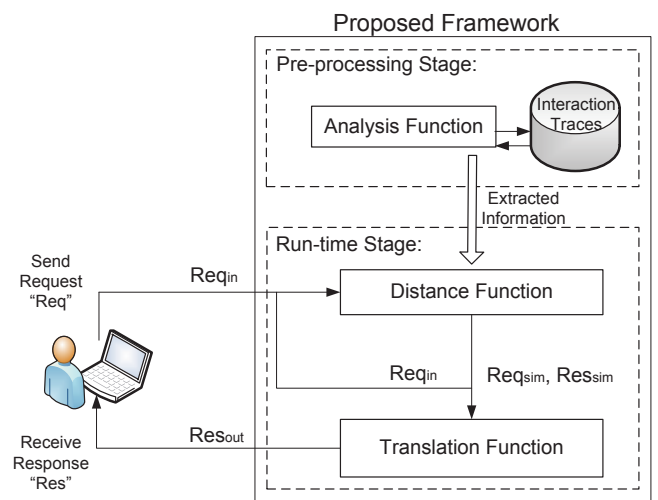 Proposed Framework
Pre-processing Stage:
Analysis Function
Interaction
Traces
Extracted
Information
Run-time Stage:
Send
Request
“Req”
Reqin
Distance Function
Reqin
Reqsim, Ressim
Resout
Translation Function
Receive
Response
“Res”